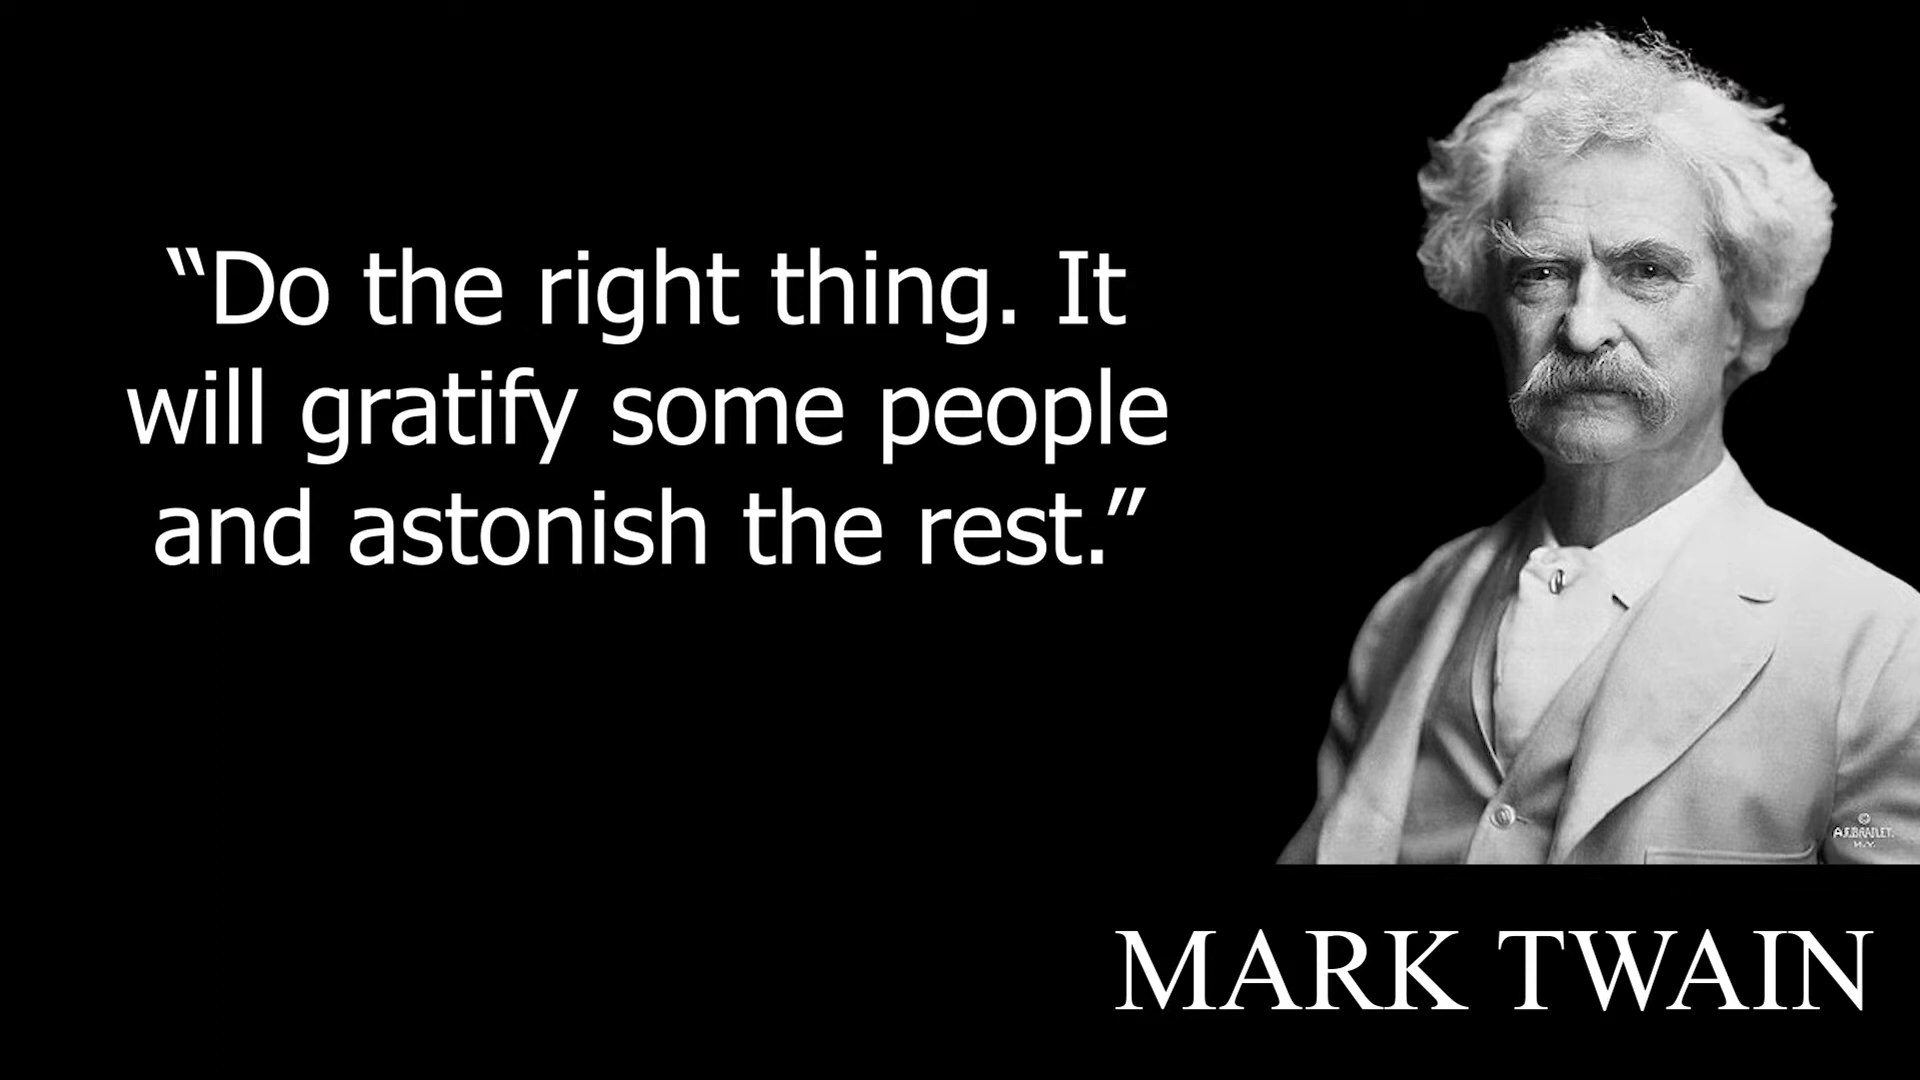 “Do the right thing. It
will gratify some people
and astonish the rest.”
©
N.Y.
MARK TWAIN